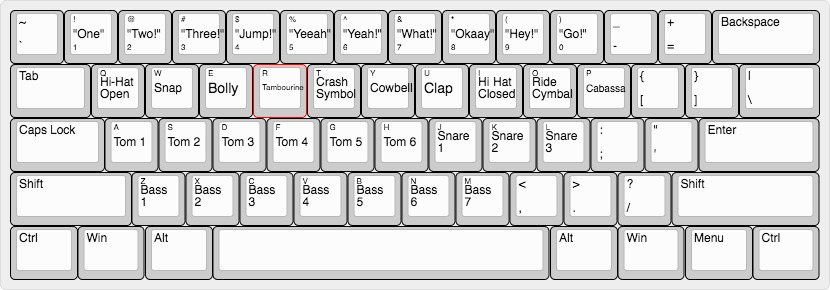 ~ ! @ # $ % ^ & * ( ) _ + Backspace
"One" "Two!" "Three!" "Jump!" "Yeeah" "Yeah!" "What!" "Okaay" "Hey!" "Go!"
` 1 2 3 4 5 6 7 8 9 0 - =
Tab Q W E R T Y U I O P { } |
Hi-Hat Open Snap Bolly Tambourine Crash Symbol Cowbell Clap Hi Hat Closed Ride Cymbal Cabassa
[ ] \
Caps Lock A S D F G H J K L : " Enter
Tom 1 Tom 2 Tom 3 Tom 4 Tom 5 Tom 6 Snare 1 Snare 2 Snare 3
; '
Shift Z X C V B N M < > ? Shift
Bass 1 Bass 2 Bass 3 Bass 4 Bass 5 Bass 6 Bass 7
, . /
Ctrl Win Alt Alt Win Menu Ctrl